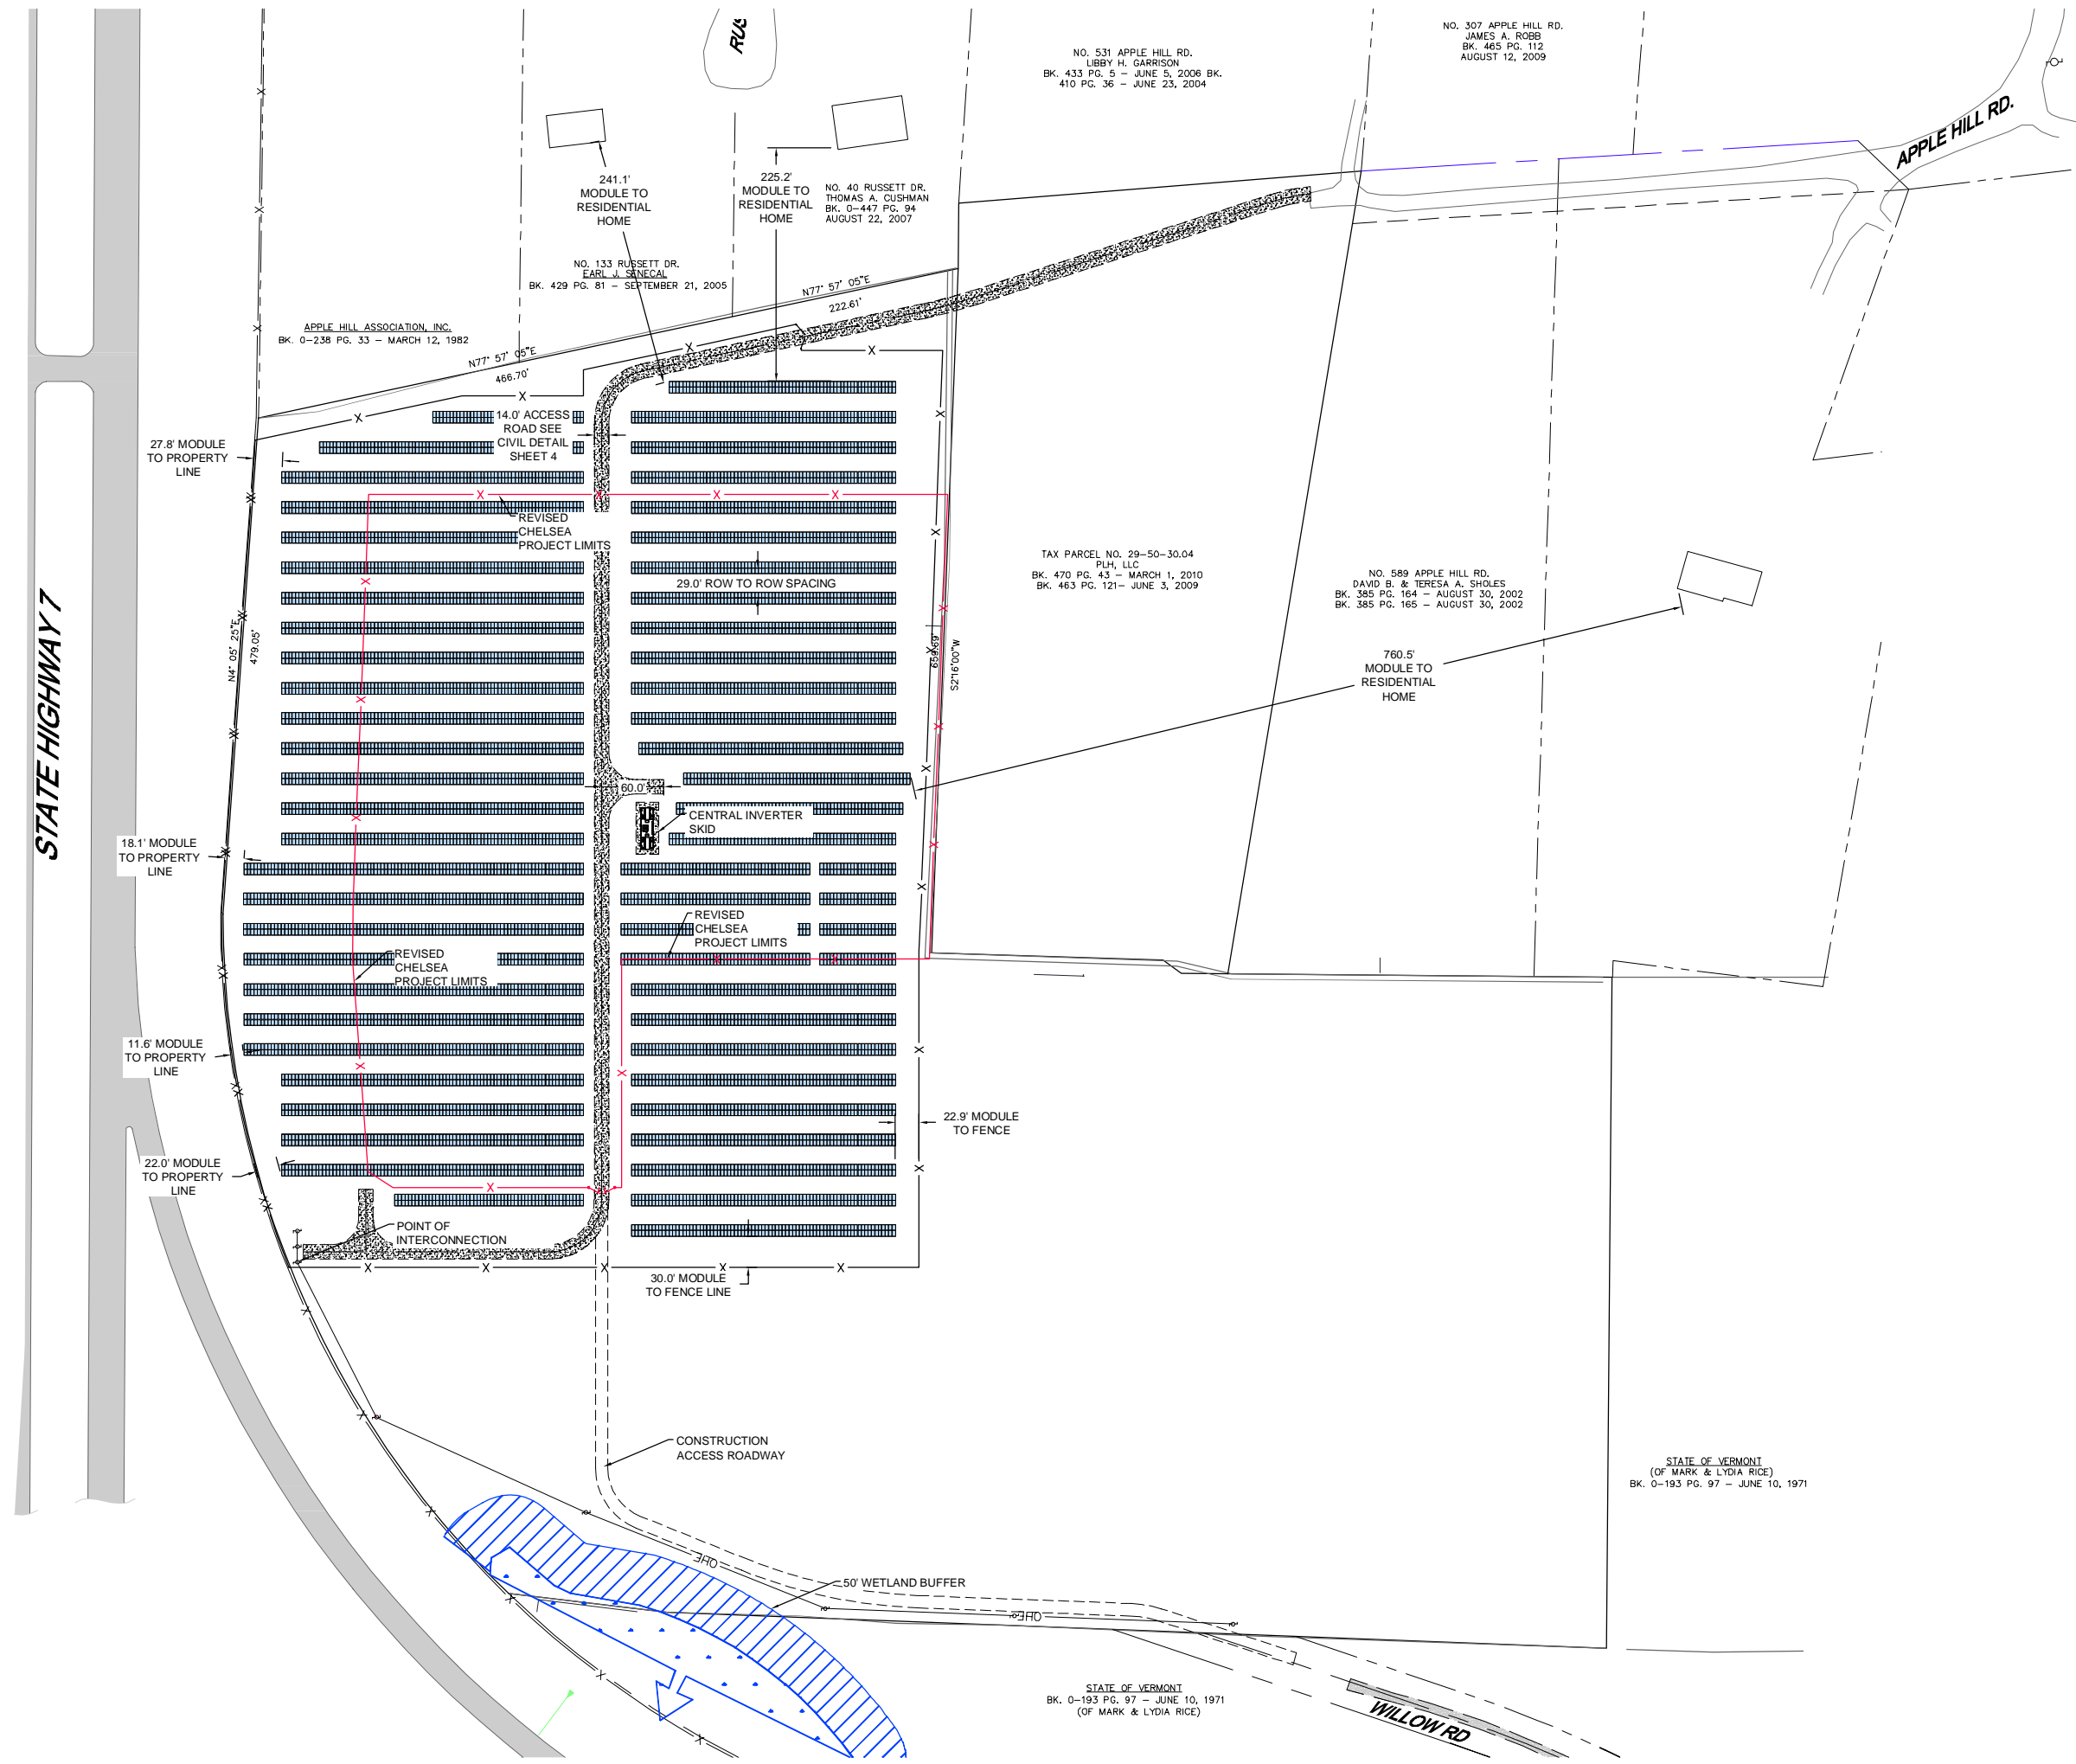 RUS
NO. 531 APPLE HILL RD.
LIBBY H. GARRISON
BK. 433 PG. 5 – JUNE 5, 2006 BK.
410 PG. 36 – JUNE 23, 2004
NO. 307 APPLE HILL RD.
JAMES A. ROBB
BK. 465 PG. 112
AUGUST 12, 2009
APPLE HILL RD.
241.1'
MODULE TO
RESIDENTIAL
HOME
225.2'
MODULE TO
RESIDENTIAL
HOME
NO. 40 RUSSETT DR.
THOMAS A. CUSHMAN
BK. 0–447 PG. 94
AUGUST 22, 2007
NO. 133 RUSSETT DR.
EARL J. SENECAL
BK. 429 PG. 81 – SEPTEMBER 21, 2005
N77° 57' 05"E
222.61'
APPLE HILL ASSOCIATION, INC.
BK. 0–238 PG. 33 – MARCH 12, 1982
N77° 57' 05"E
466.70'
14.0' ACCESS
ROAD SEE
CIVIL DETAIL
SHEET 4
27.8' MODULE
TO PROPERTY
LINE
REVISED
CHELSEA
PROJECT LIMITS
29.0' ROW TO ROW SPACING
TAX PARCEL NO. 29–50–30.04
PLH, LLC
BK. 470 PG. 43 – MARCH 1, 2010
BK. 463 PG. 121– JUNE 3, 2009
NO. 589 APPLE HILL RD.
DAVID B. & TERESA A. SHOLES
BK. 385 PG. 164 – AUGUST 30, 2002
BK. 385 PG. 165 – AUGUST 30, 2002
STATE HIGHWAY 7
N4° 05' 25"E
479.05'
659.69'
S2°16'00"W
760.5'
MODULE TO
RESIDENTIAL
HOME
60.0'
CENTRAL INVERTER
SKID
18.1' MODULE
TO PROPERTY
LINE
REVISED
CHELSEA
PROJECT LIMITS
REVISED
CHELSEA
PROJECT LIMITS
11.6' MODULE
TO PROPERTY
LINE
22.9' MODULE
TO FENCE
22.0' MODULE
TO PROPERTY
LINE
POINT OF
INTERCONNECTION
30.0' MODULE
TO FENCE LINE
CONSTRUCTION
ACCESS ROADWAY
STATE OF VERMONT
(OF MARK & LYDIA RICE)
BK. 0–193 PG. 97 – JUNE 10, 1971
OHE
50' WETLAND BUFFER
OHE
STATE OF VERMONT
BK. 0–193 PG. 97 – JUNE 10, 1971
(OF MARK & LYDIA RICE)
WILLOW RD